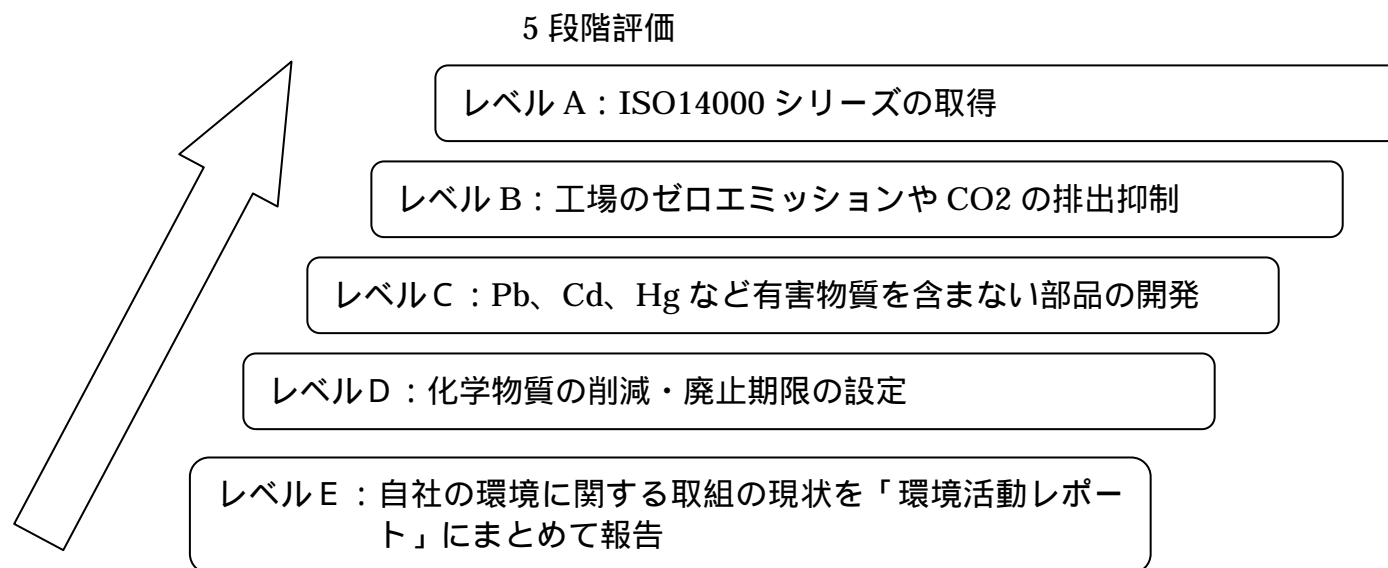 5 段階評価
レベル A：ISO14000 シリーズの取得
レベル B：工場のゼロエミッションや CO2 の排出抑制
レベルＣ：Pb、Cd、Hg など有害物質を含まない部品の開発
レベルＤ：化学物質の削減・廃止期限の設定
レベルＥ：自社の環境に関する取組の現状を「環境活動レポー
ト」にまとめて報告